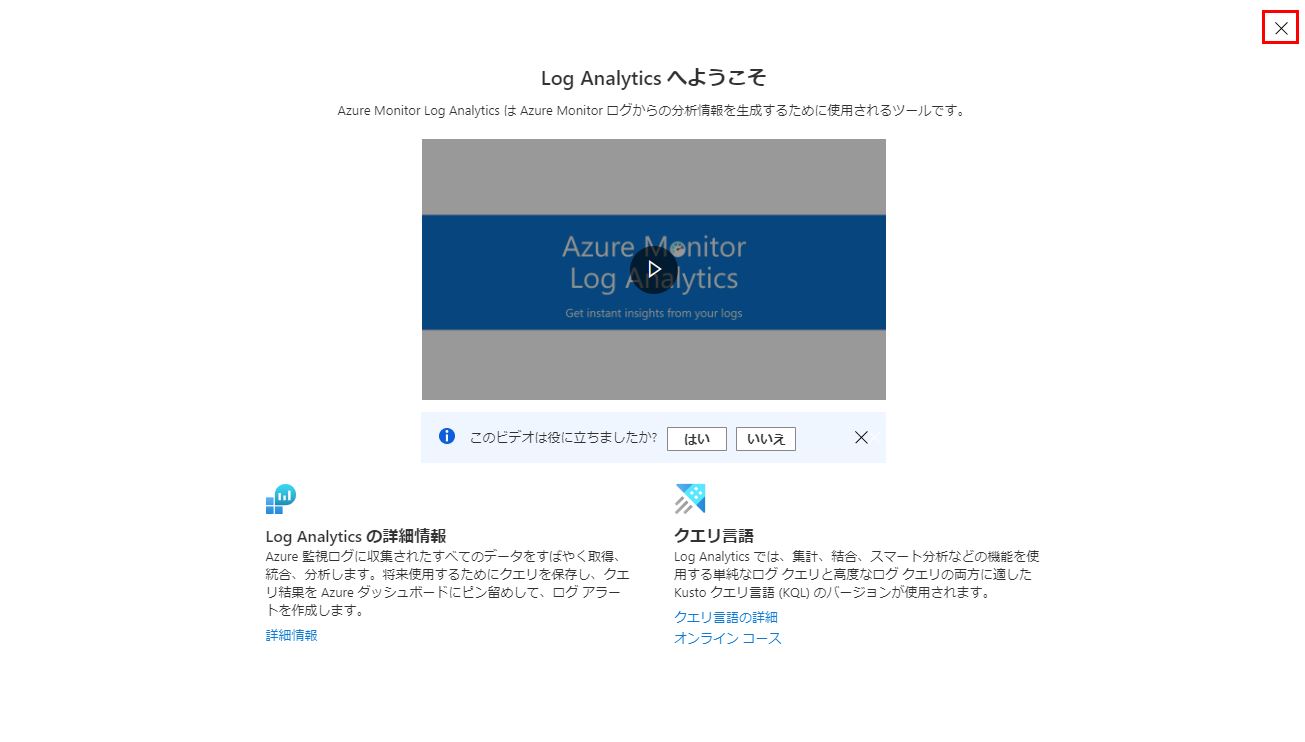 Log Analytics へようこそ
Azure Monitor Log Analytics は Azure Monitor ログからの分析情報を生成するために使用されるツールです。
Azure Monitor
Log Analytics
Get instant insights from your logs
このビデオは役に立ちましたか? はい いいえ
Log Analytics の詳細情報
Azure 監視ログに収集されたすべてのデータをすばやく取得、
統合、分析します。将来使用するためにクエリを保存し、クエ
リ結果を Azure ダッシュボードにピン留めして、ログ アラー
トを作成します。
詳細情報
クエリ言語
Log Analytics では、集計、結合、スマート分析などの機能を使
用する単純なログ クエリと高度なログ クエリの両方に適した
Kusto クエリ言語 (KQL) のバージョンが使用されます。
クエリ言語の詳細
オンライン コース